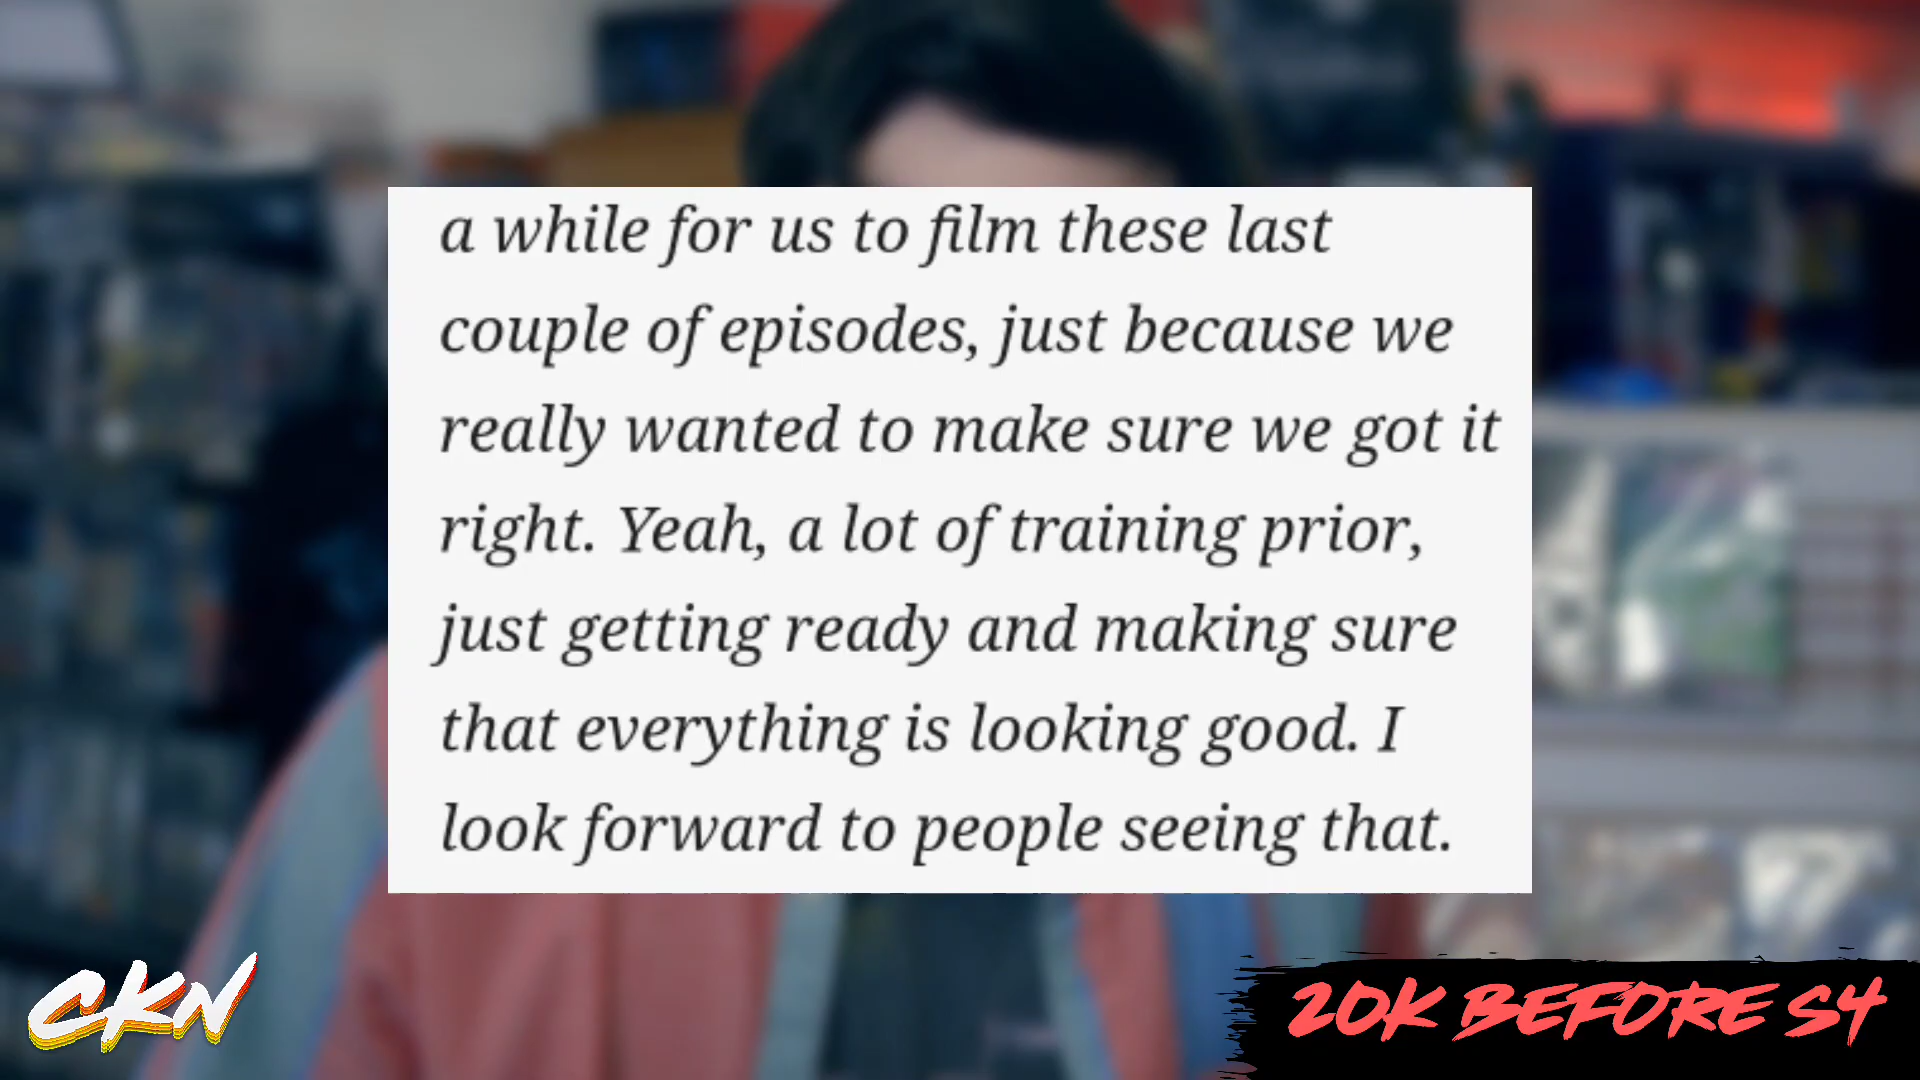 a while for us to film these last
couple of episodes, just because we
really wanted to make sure we got it
right. Yeah, a lot of training prior,
just getting ready and making sure
that everything is looking good. I
look forward to people seeing that.
CKN
20K BEFORE S4